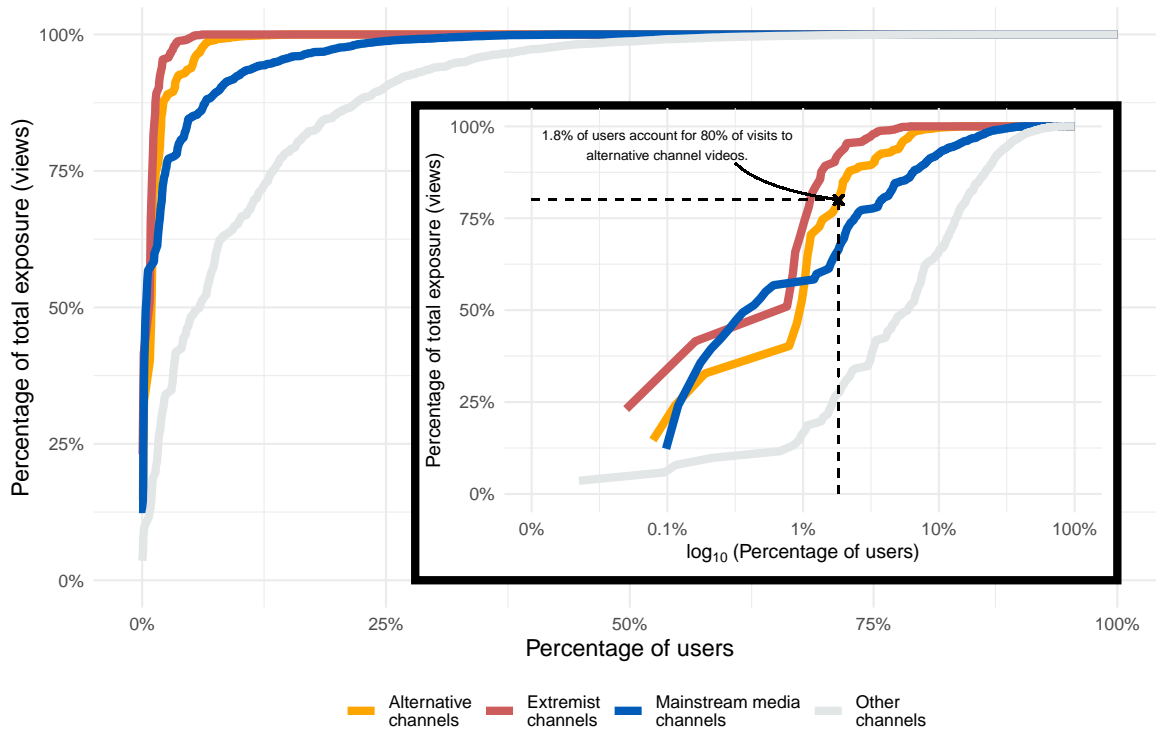 Percentage of total exposure (views)
100%
75%
50%
25%
0%
0%
25%
50%
75%
100%
Percentage of users
1.8% of users account for 80% of visits to
alternative channel videos.
Percentage of total exposure (views)
100%
75%
50%
25%
0%
0%
0.1%
1%
10%
100%
log10 (Percentage of users)
Alternative
channels
Extremist
channels
Mainstream media
channels
Other
channels